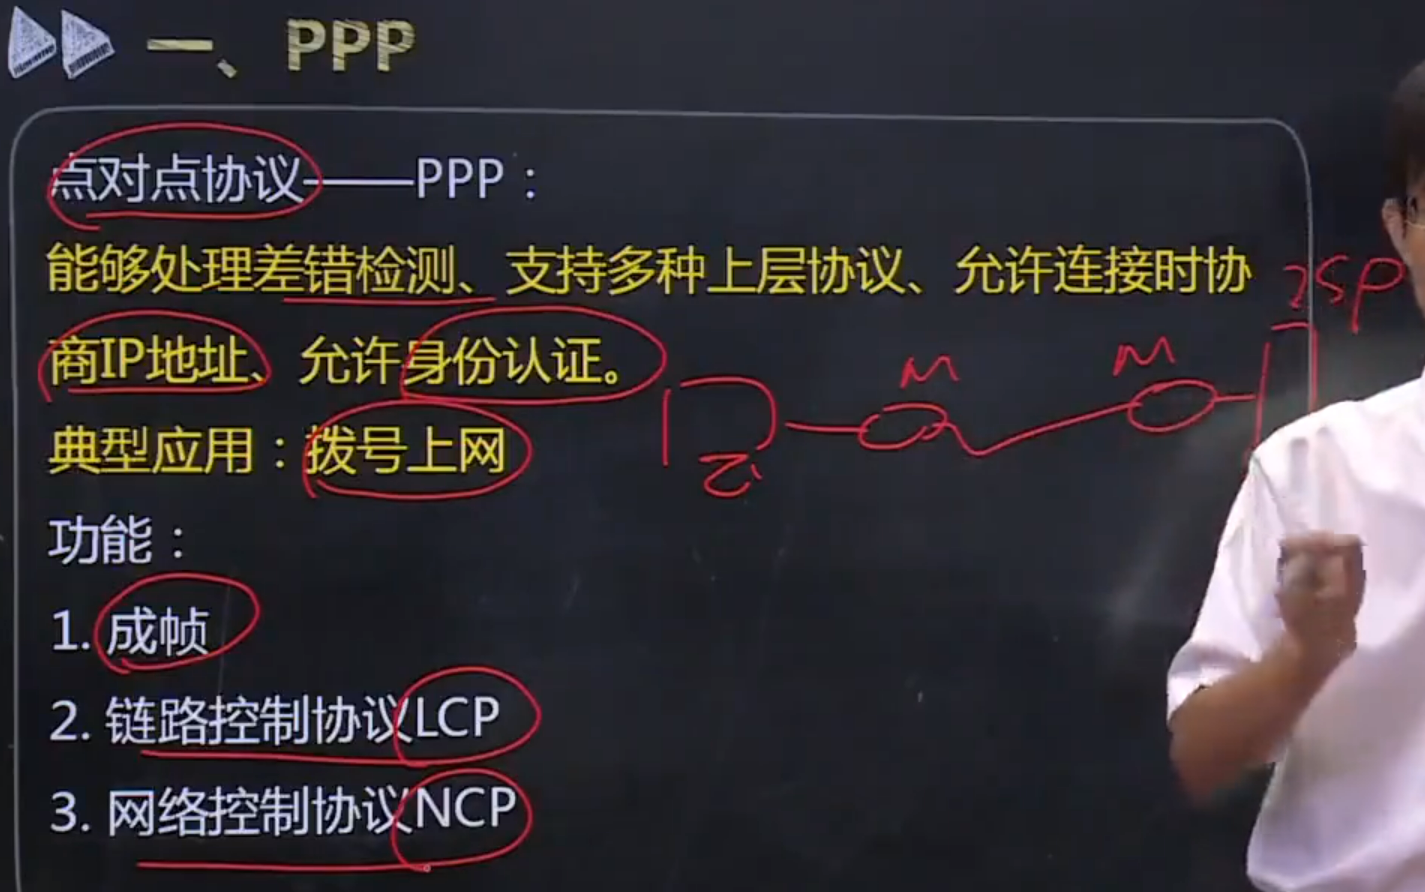 一、PPP
点对点协议——PPP：
能够处理差错检测、支持多种上层协议、允许连接时协
商IP地址、允许身份认证。
ISP
M M
典型应用：拨号上网
功能：
1. 成帧
2. 链路控制协议LCP
3. 网络控制协议NCP